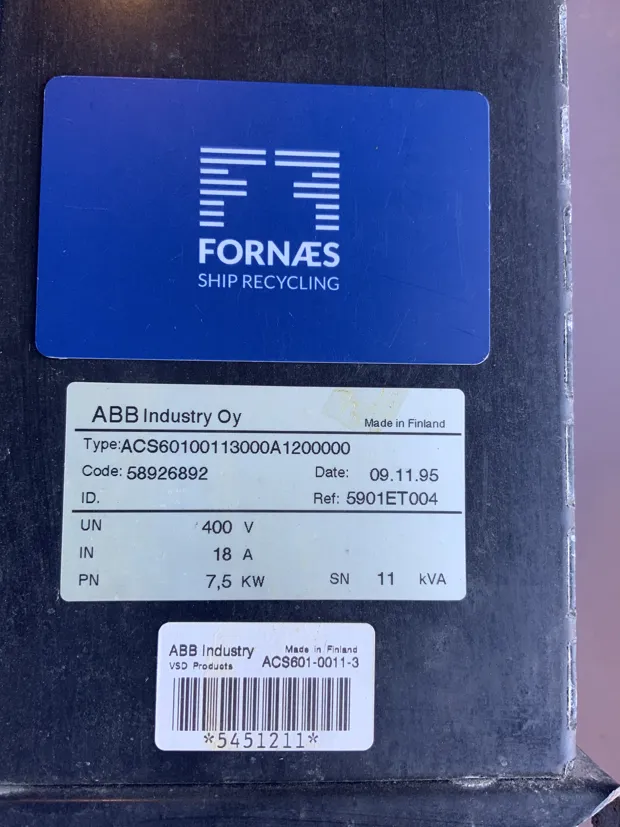 FORNÆS
SHIP RECYCLING
ABB Industry Oy Made in Finland
Type:ACS60100113000A1200000
Code: 58926892 Date: 09.11.95
ID. Ref: 5901ET004
UN 400 V
IN 18 A
PN 7,5 KW SN 11 kVA
ABB Industry Made in Finland
VSD Products ACS601-0011-3
*5451211*